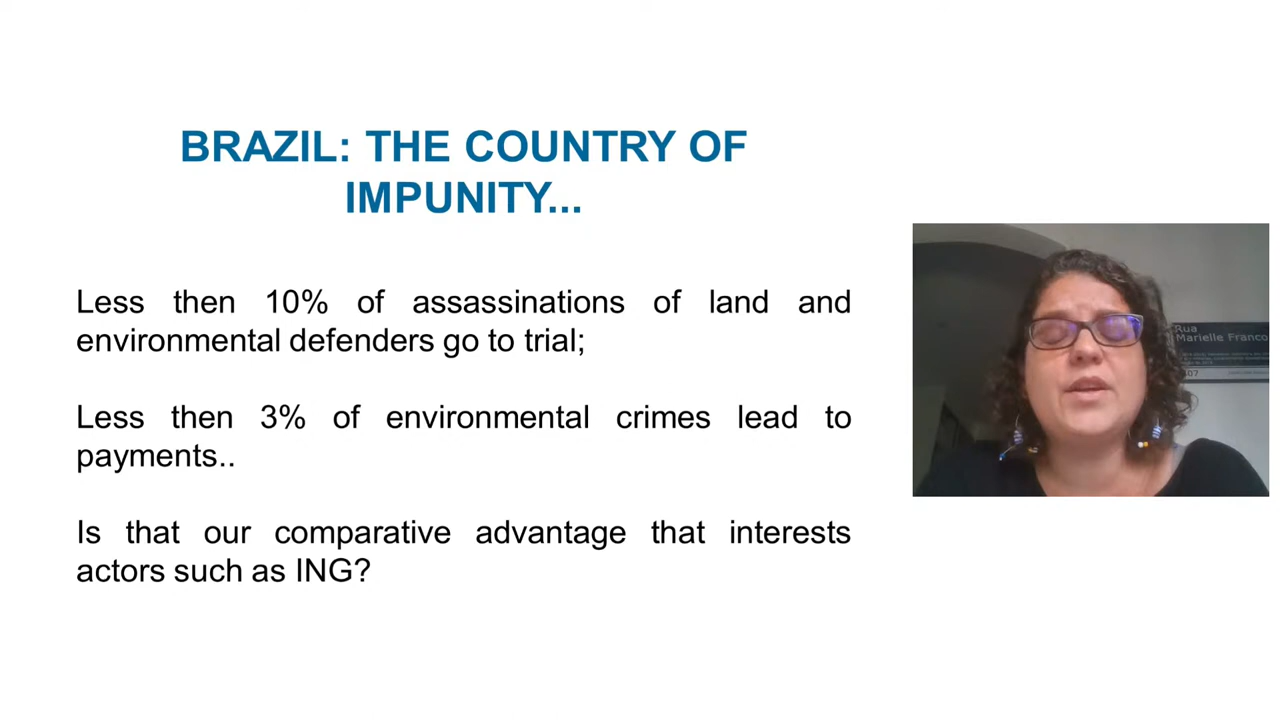 BRAZIL: THE COUNTRY OF
IMPUNITY...
Less then 10% of assassinations of land and
environmental defenders go to trial;
Less then 3% of environmental crimes lead to
payments..
Is that our comparative advantage that interests
actors such as ING?
Rua
Marielle Franco